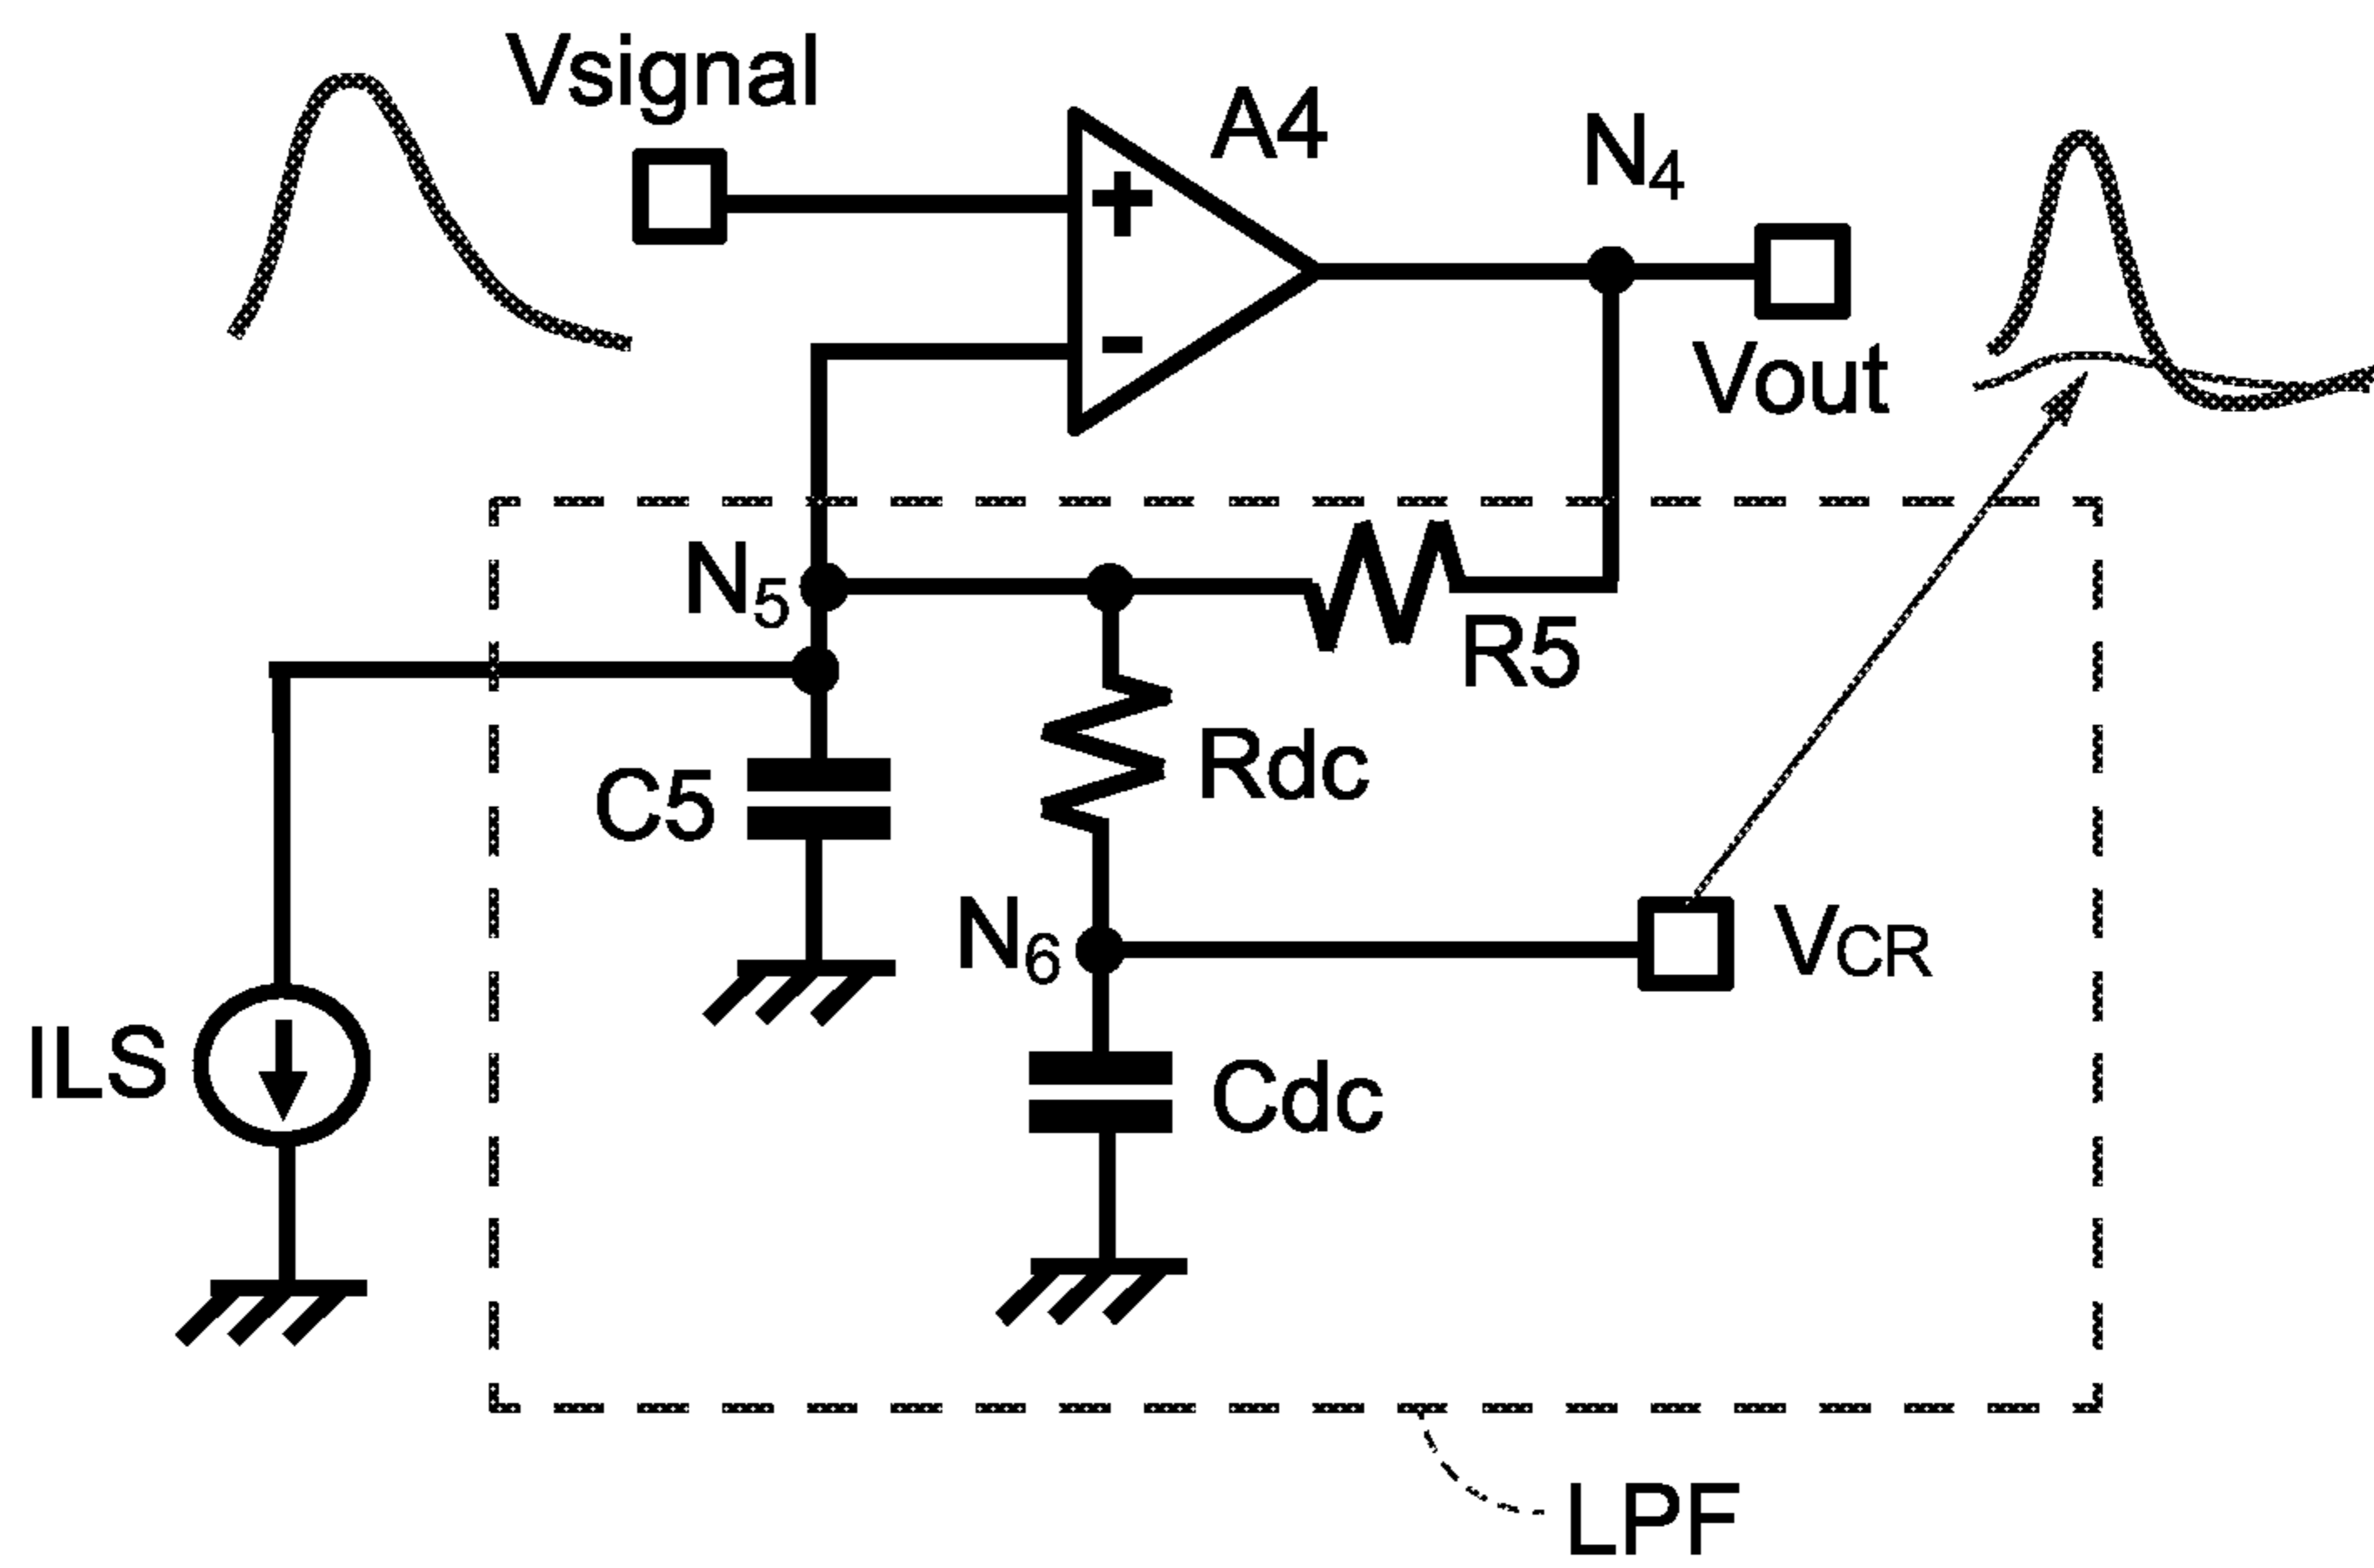 Vsignal
A4
N4
+
-
Vout
N5
R5
C5
Rdc
N6
VCR
ILS
Cdc
LPF